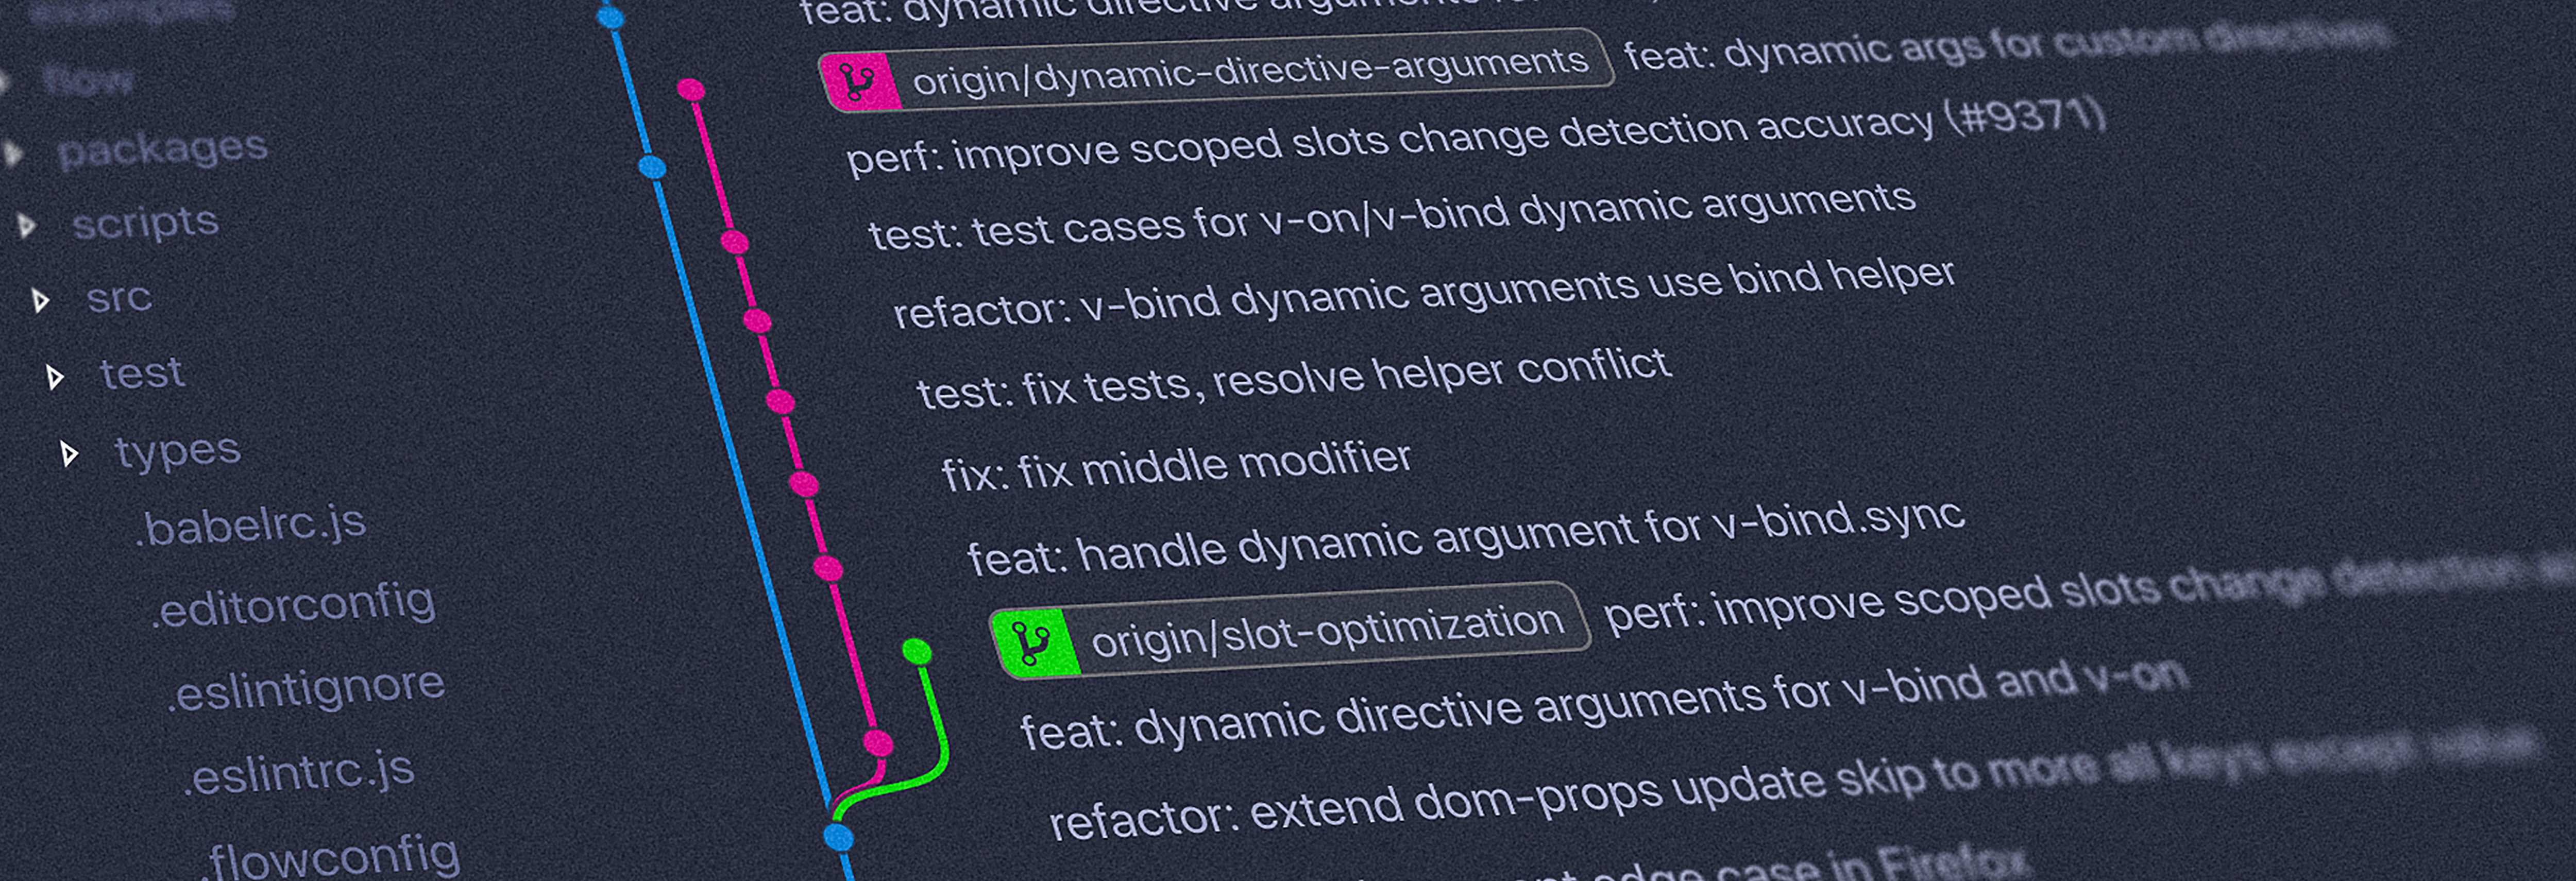 examples
flow
packages
scripts
src
test
types
.babelrc.js
.editorconfig
.eslintignore
.eslintrc.js
.flowconfig
feat: dynamic directive arguments
origin/dynamic-directive-arguments feat: dynamic args for custom directives
perf: improve scoped slots change detection accuracy (#9371)
test: test cases for v-on/v-bind dynamic arguments
refactor: v-bind dynamic arguments use bind helper
test: fix tests, resolve helper conflict
fix: fix middle modifier
feat: handle dynamic argument for v-bind.sync
origin/slot-optimization perf: improve scoped slots change detection
feat: dynamic directive arguments for v-bind and v-on
refactor: extend dom-props update skip to more all keys except value
edge case in Firefox